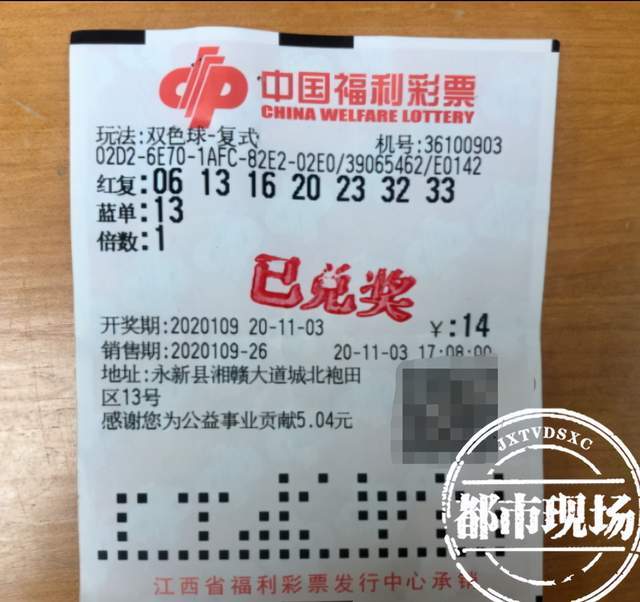 中国福利彩票
CHINA WELFARE LOTTERY
玩法:双色球-复式 机号:36100903
02D2-6E70-1AFC-82E2-02E0/39065462/E0142
红复:06 13 16 20 23 32 33
蓝单:13
倍数:1
已兑奖
开奖期:2020109 20-11-03 ¥:14
销售期:2020109-26 20-11-03 17:08:00
地址:永新县湘赣大道城北袍田
区13号
感谢您为公益事业贡献5.04元
JXTVDSXC
都市现场
江西省福利彩票发行中心承销